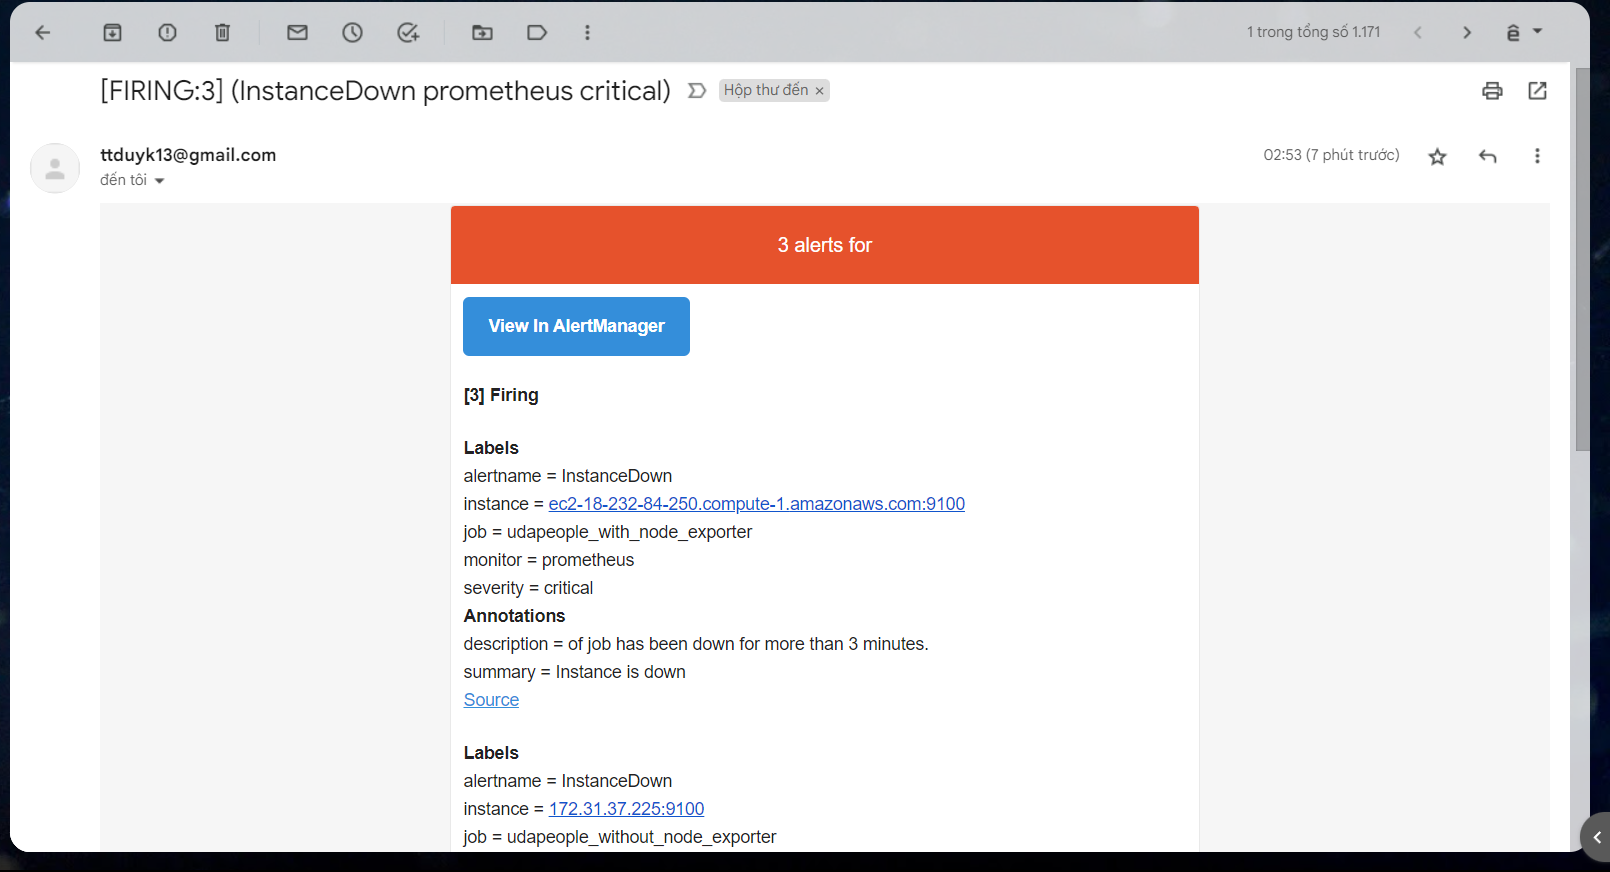 1 trong tổng số 1.171
[FIRING:3] (InstanceDown prometheus critical)
Hộp thư đến ×
ttduyk13@gmail.com
02:53 (7 phút trước)
đến tôi
3 alerts for
View In AlertManager
[3] Firing
Labels
alertname = InstanceDown
instance = ec2-18-232-84-250.compute-1.amazonaws.com:9100
job = udapeople_with_node_exporter
monitor = prometheus
severity = critical
Annotations
description = of job has been down for more than 3 minutes.
summary = Instance is down
Source
Labels
alertname = InstanceDown
instance = 172.31.37.225:9100
job = udapeople_without_node_exporter